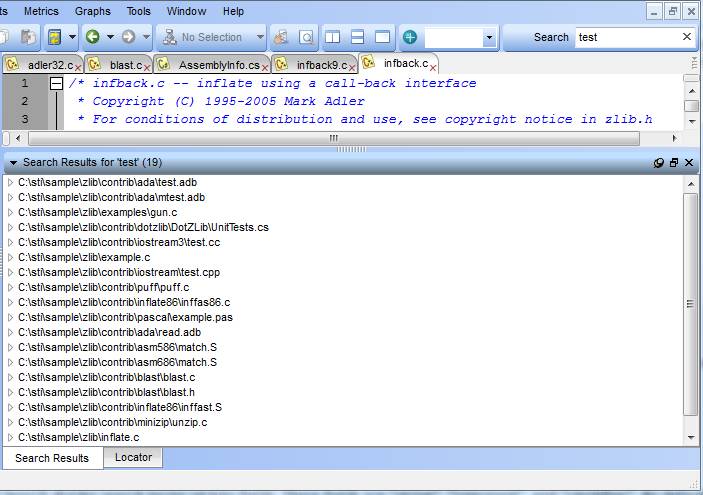 ts Metrics Graphs Tools Window Help
No Selection Search test
adler32.c blast.c AssemblyInfo.cs infback9.c infback.c
1 /* infback.c -- inflate using a call-back interface
2 * Copyright (C) 1995-2005 Mark Adler
3 * For conditions of distribution and use, see copyright notice in zlib.h
Search Results for 'test' (19)
C:\sti\sample\zlib\contrib\ada\test.adb
C:\sti\sample\zlib\contrib\ada\mtest.adb
C:\sti\sample\zlib\examples\gun.c
C:\sti\sample\zlib\contrib\dotzlib\DotZLib\UnitTests.cs
C:\sti\sample\zlib\contrib\iostream3\test.cc
C:\sti\sample\zlib\example.c
C:\sti\sample\zlib\contrib\iostream\test.cpp
C:\sti\sample\zlib\contrib\puff\puff.c
C:\sti\sample\zlib\contrib\inflate86\inffas86.c
C:\sti\sample\zlib\contrib\pascal\example.pas
C:\sti\sample\zlib\contrib\ada\read.adb
C:\sti\sample\zlib\contrib\asm586\match.S
C:\sti\sample\zlib\contrib\asm686\match.S
C:\sti\sample\zlib\contrib\blast\blast.c
C:\sti\sample\zlib\contrib\blast\blast.h
C:\sti\sample\zlib\contrib\inflate86\inffast.S
C:\sti\sample\zlib\contrib\minizip\unzip.c
C:\sti\sample\zlib\inflate.c
Search Results Locator